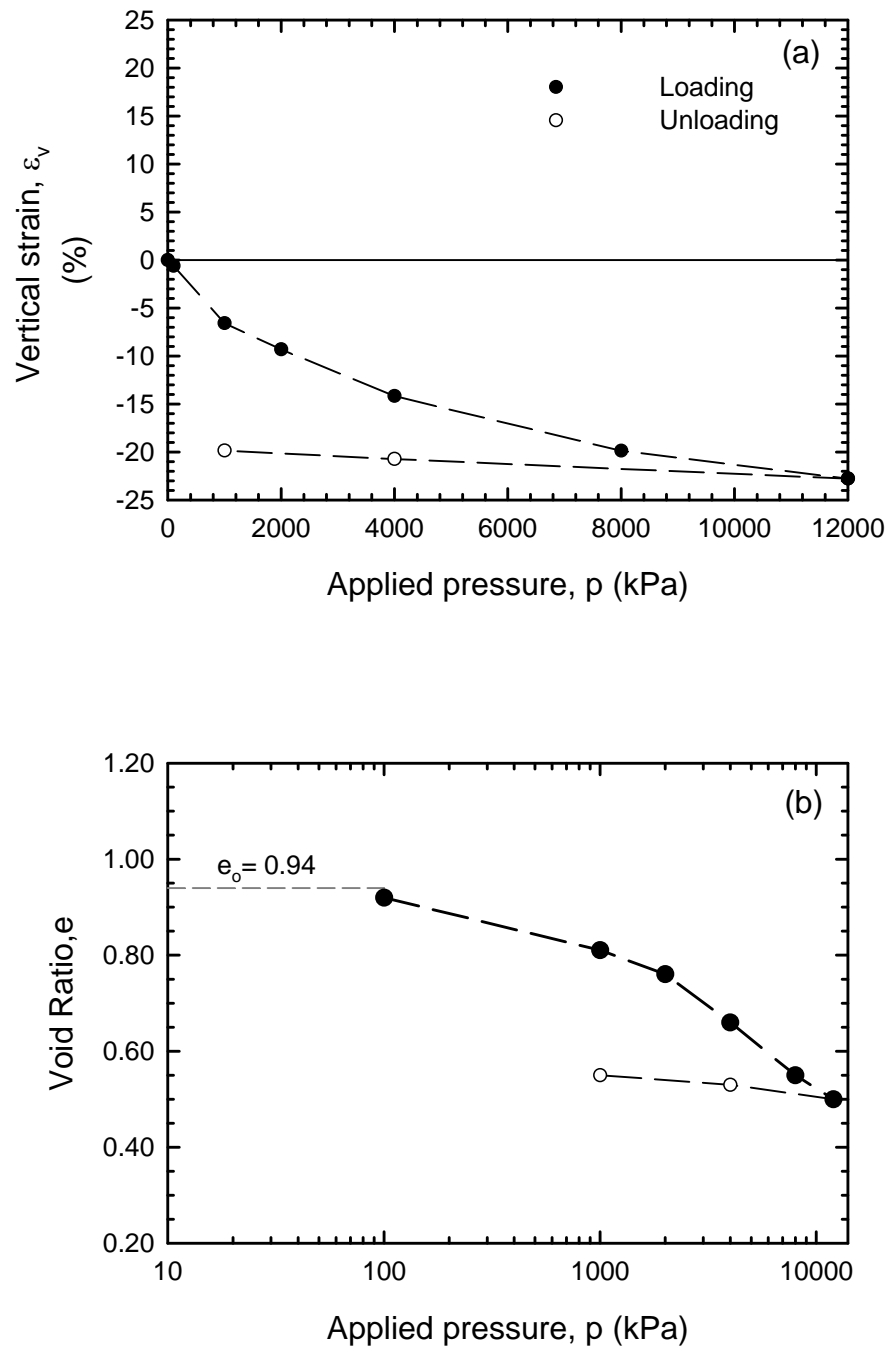 (a)
Loading
Unloading
25
20
15
10
5
0
-5
-10
-15
-20
-25
Vertical strain, εv
(%)
0 2000 4000 6000 8000 10000 12000
Applied pressure, p (kPa)
(b)
1.20
1.00
0.80
0.60
0.40
0.20
eo= 0.94
Void Ratio,e
10 100 1000 10000
Applied pressure, p (kPa)